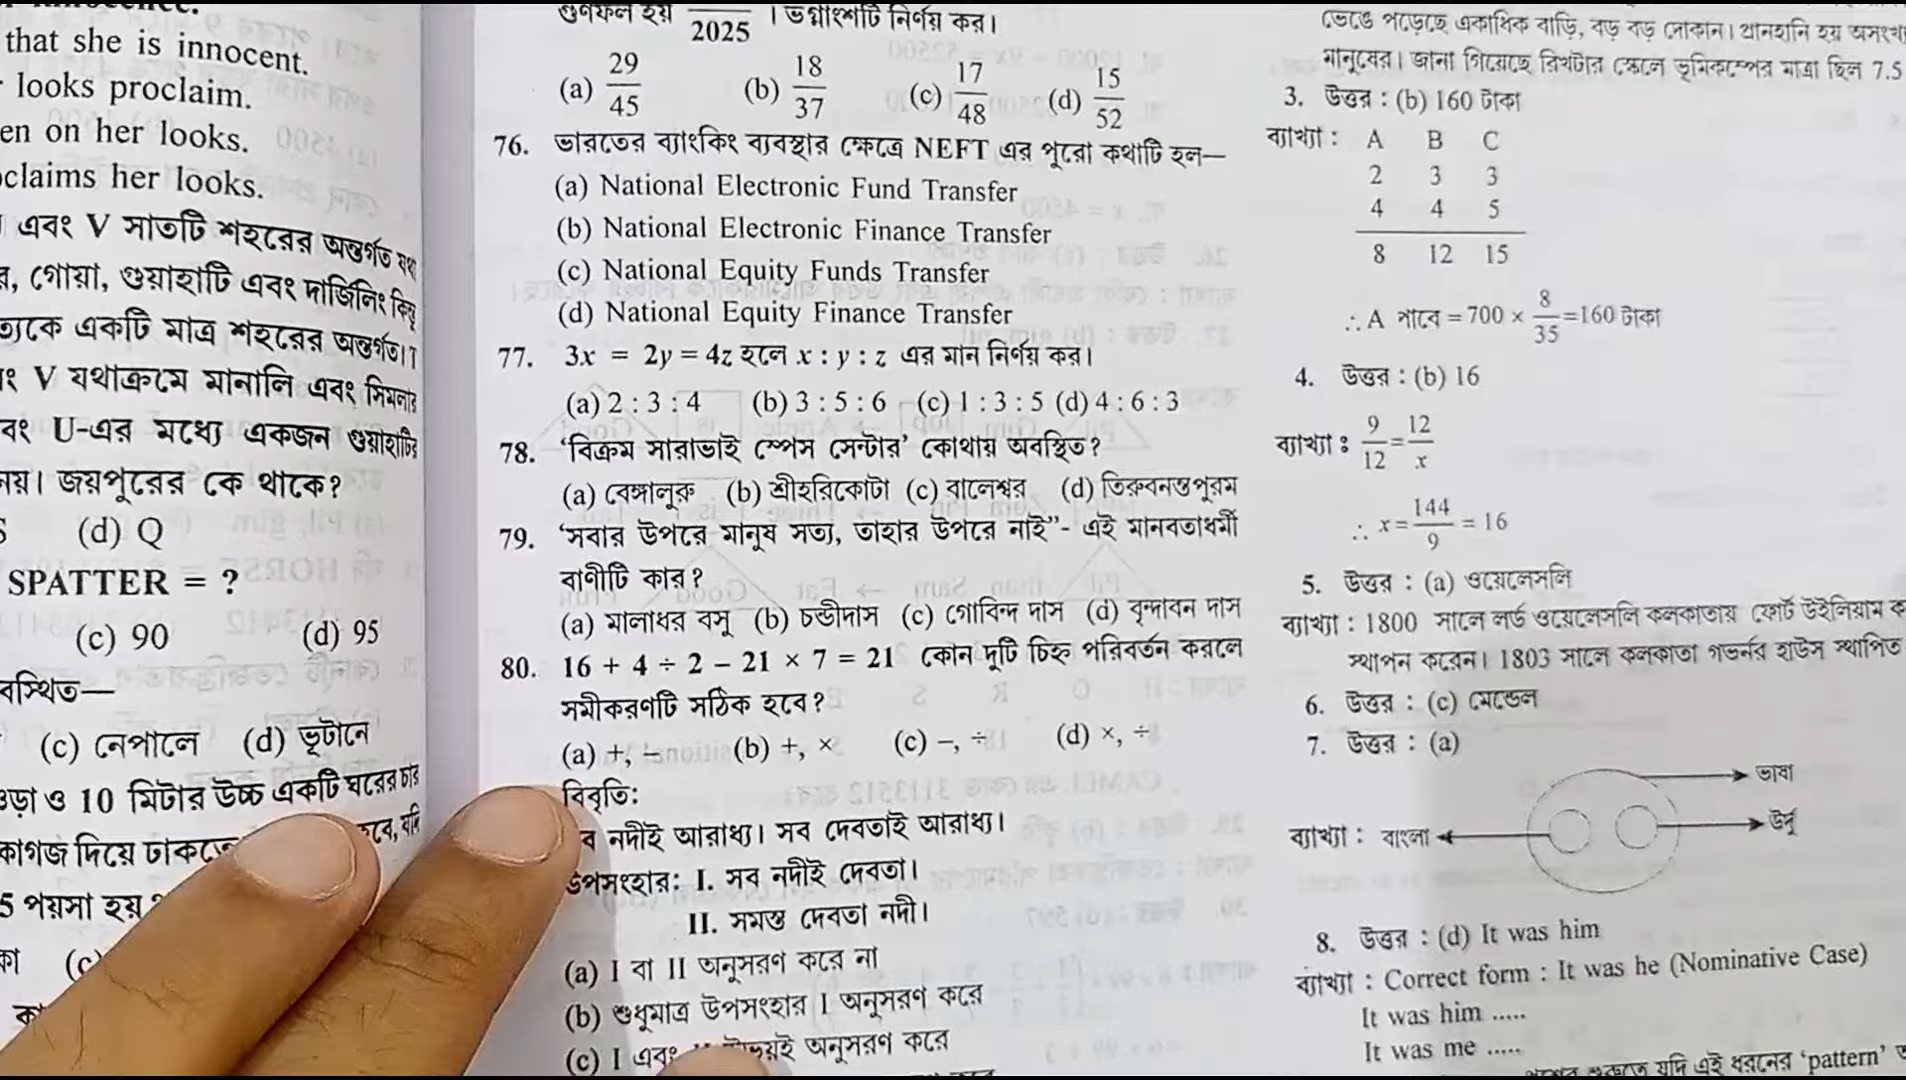 that she is innocent.
looks proclaim.
en on her looks.
claims her looks.
এবং V সাতটি শহরের অন্তর্গত যথা
র, গোয়া, গুয়াহাটি এবং দার্জিলিং কিন্তু
ত্যকে একটি মাত্র শহরের অন্তর্গত।
V যথাক্রমে মানালি এবং সিমলার
বং U-এর মধ্যে একজন গুয়াহাটির
নয়। জয়পুরের কে থাকে?
(d) Q
SPATTER = ?
(c) 90 (d) 95
বস্থিত—
(c) নেপালে (d) ভূটানে
ও 10 মিটার উচ্চ একটি ঘরের চার
কাগজ দিয়ে ঢাকতে
5 পয়সা হয়
গুণফল হয় 2025 । ভগ্নাংশটি নির্ণয় কর।
(a) 29/45 (b) 18/37 (c) 17/48 (d) 15/52
76. ভারতের ব্যাংকিং ব্যবস্থার ক্ষেত্রে NEFT এর পুরো কথাটি হল—
(a) National Electronic Fund Transfer
(b) National Electronic Finance Transfer
(c) National Equity Funds Transfer
(d) National Equity Finance Transfer
77. 3x = 2y = 4z হলে x : y : z এর মান নির্ণয় কর।
(a) 2 : 3 : 4 (b) 3 : 5 : 6 (c) 1 : 3 : 5 (d) 4 : 6 : 3
78. ‘বিক্রম সারাভাই স্পেস সেন্টার’ কোথায় অবস্থিত?
(a) বেঙ্গালুরু (b) শ্রীহরিকোটা (c) বালেশ্বর (d) তিরুবনন্তপুরম
79. ‘সবার উপরে মানুষ সত্য, তাহার উপরে নাই”- এই মানবতাধর্মী
বাণীটি কার?
(a) মালাধর বসু (b) চণ্ডীদাস (c) গোবিন্দ দাস (d) বৃন্দাবন দাস
80. 16 + 4 ÷ 2 – 21 × 7 = 21 কোন দুটি চিহ্ন পরিবর্তন করলে
সমীকরণটি সঠিক হবে?
(a) +, – (b) +, × (c) –, ÷ (d) ×, ÷
বিবৃতি:
ব নদীই আরাধ্য। সব দেবতাই আরাধ্য।
উপসংহার: I. সব নদীই দেবতা।
II. সমস্ত দেবতা নদী।
(a) I বা II অনুসরণ করে না
(b) শুধুমাত্র উপসংহার I অনুসরণ করে
(c) I এবং উভয়ই অনুসরণ করে
ভেঙে পড়েছে একাধিক বাড়ি, বড় বড় দোকান। প্রানহানি হয় অসংখ্য
মানুষের। জানা গিয়েছে রিখটার স্কেলে ভূমিকম্পের মাত্রা ছিল 7.5
3. উত্তর : (b) 160 টাকা
ব্যাখ্যা : A B C
2 3 3
4 4 5
8 12 15
∴ A পাবে = 700 × 8/35 = 160 টাকা
4. উত্তর : (b) 16
ব্যাখ্যা : 9/12 = 12/x
∴ x = 144/9 = 16
5. উত্তর : (a) ওয়েলেসলি
ব্যাখ্যা : 1800 সালে লর্ড ওয়েলেসলি কলকাতায় ফোর্ট উইলিয়াম ক
স্থাপন করেন। 1803 সালে কলকাতা গভর্নর হাউস স্থাপিত
6. উত্তর : (c) মেন্ডেল
7. উত্তর : (a)
ভাষা
ব্যাখ্যা : বাংলা উর্দু
8. উত্তর : (d) It was him
ব্যাখ্যা : Correct form : It was he (Nominative Case)
It was him .....
It was me .....
যদি এই ধরনের ‘pattern’